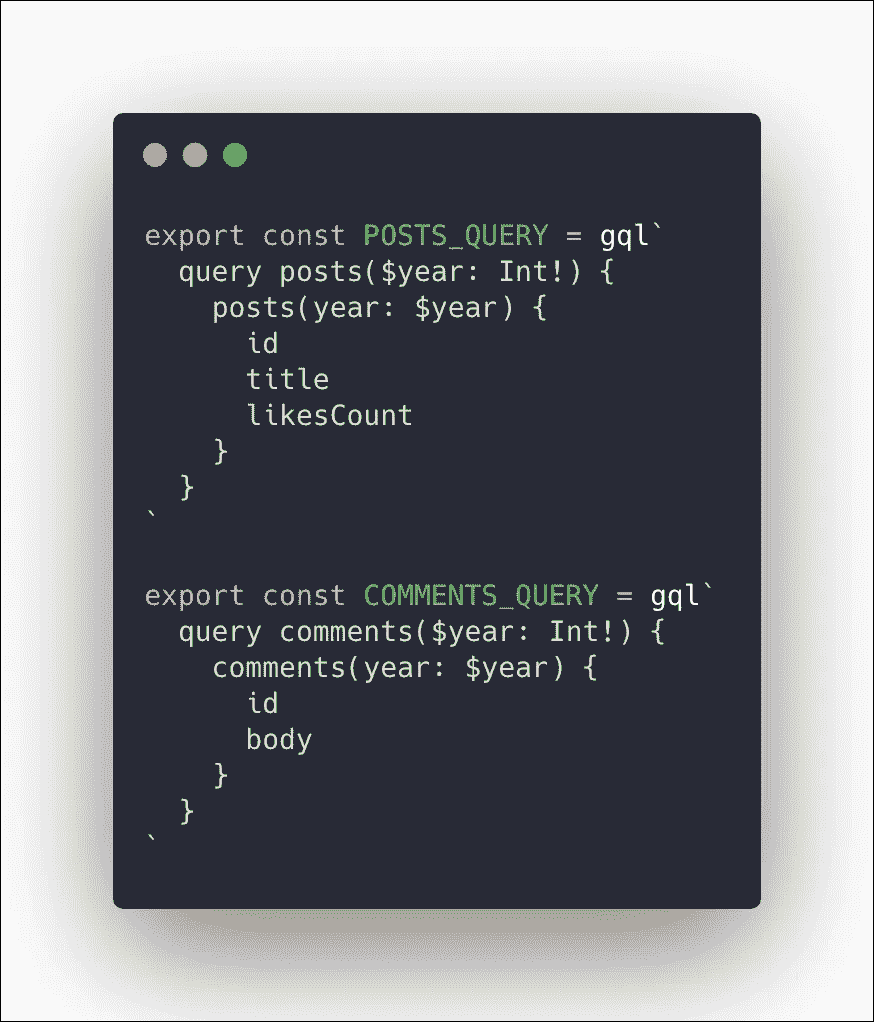 export const POSTS_QUERY = gql`
  query posts($year: Int!) {
    posts(year: $year) {
      id
      title
      likesCount
    }
  }
`
export const COMMENTS_QUERY = gql`
  query comments($year: Int!) {
    comments(year: $year) {
      id
      body
    }
  }
`